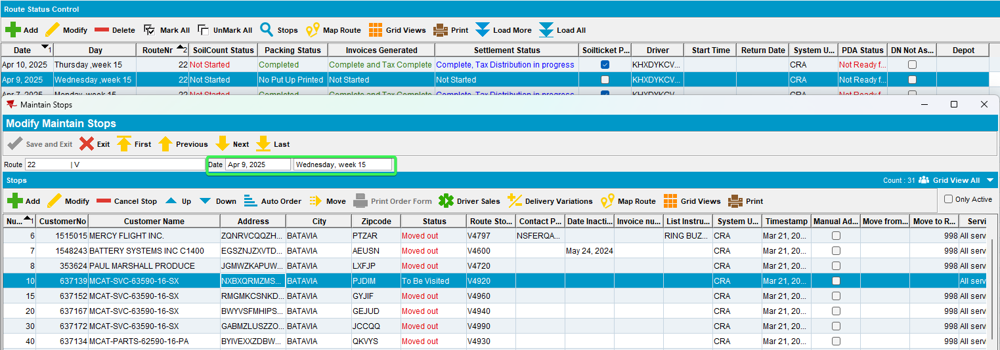 Route Status Control
Add Modify Delete Mark All UnMark All Stops Map Route Grid Views Print Load More Load All
Date 1 Day RouteNr 2 SoilCount Status Packing Status Invoices Generated Settlement Status Soilticket P... Driver Start Time Return Date System U... PDA Status DN Not As... Depot
Apr 10, 2025 Thursday ,week 15 22 Not Started Completed Complete and Tax Complete Complete, Tax Distribution in progress KHXDYKCV... CRA Not Ready f...
Apr 9, 2025 Wednesday ,week 15 22 Not Started No Put Up Printed Not Started Not Started KHXDYKCV... CRA Not Ready f...
Apr 7, 2025 Monday, week 15 22 Not Started Completed Complete and Tax Complete Complete, Tax Distribution in progress KHXDYKCV... CRA Not Ready f...
Maintain Stops
Modify Maintain Stops
Save and Exit Exit First Previous Next Last
Route 22 | V Date Apr 9, 2025 Wednesday, week 15
Stops Count : 31 Grid View All
Add Modify Cancel Stop Up Down Auto Order Move Print Order Form Driver Sales Delivery Variations Map Route Grid Views Print Only Active
Nu... 1 CustomerNo Customer Name Address City Zipcode Status Route Sto... Contact P... Date Inacti... Invoice nu... List Instru... System U... Timestamp Manual Ad... Move from... Move to R... Servi
6 1515015 MERCY FLIGHT INC. ZQNRVCQQZH... BATAVIA PTZAR Moved out V4797 NSFERQA... RING BUZ... CRA Mar 21, 20... 998 All serv
7 1548243 BATTERY SYSTEMS INC C1400 EGSZNJZXVTD... BATAVIA AEUSN Moved out V4600 May 24, 2024 CRA Mar 21, 20... 998 All serv
8 353624 PAUL MARSHALL PRODUCE JGMWZKAPUW... BATAVIA LXFJP Moved out V4720 CRA Mar 21, 20... 998 All serv
10 637139 MCAT-SVC-63590-16-SX NXBXQRMZMS... BATAVIA PJDIM To Be Visited V4920 CRA Mar 21, 20... All serv
15 637152 MCAT-SVC-63590-16-SX RMGMKCSNKD... BATAVIA GYJIF Moved out V4960 CRA Mar 21, 20... 998 All serv
20 637167 MCAT-SVC-63590-16-SX BWYVSFMHIPS... BATAVIA GEJUD Moved out V4940 CRA Mar 21, 20... 998 All serv
30 637172 MCAT-SVC-63590-16-SX GABMZLUSZZO... BATAVIA JCCQQ Moved out V4990 CRA Mar 21, 20... 998 All serv
40 637134 MCAT-PARTS-62590-16-PA BYIVEXXZDBW... BATAVIA QKVYS Moved out V4930 CRA Mar 21, 20... 998 All serv